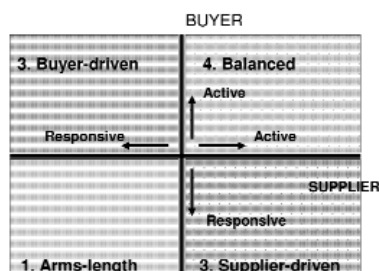 BUYER
3. Buyer-driven
4. Balanced
Active
Responsive
Active
SUPPLIER
Responsive
1. Arms-length
3. Supplier-driven